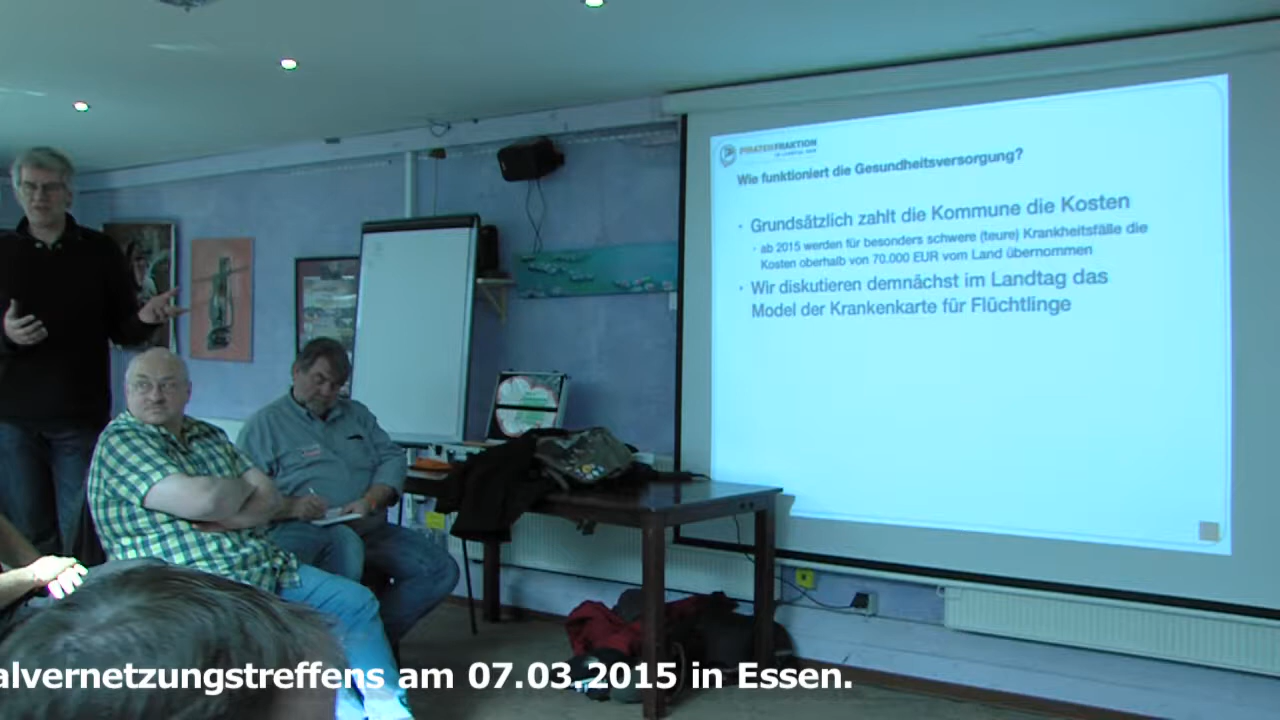 PIRATENFRAKTION
Wie funktioniert die Gesundheitsversorgung?
• Grundsätzlich zahlt die Kommune die Kosten
• ab 2015 werden für besonders schwere (teure) Krankheitsfälle die
Kosten oberhalb von 70.000 EUR vom Land übernommen
• Wir diskutieren demnächst im Landtag das
Model der Krankenkarte für Flüchtlinge
alvernetzungstreffens am 07.03.2015 in Essen.